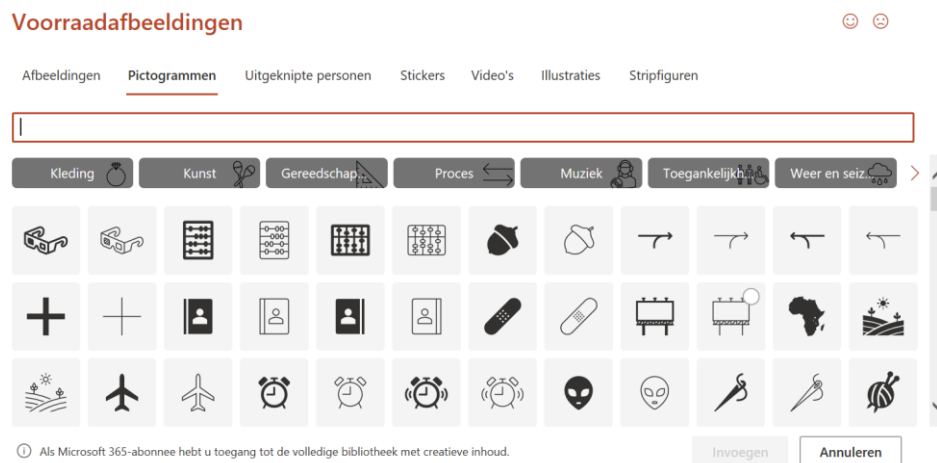 Voorraadafbeeldingen
Afbeeldingen Pictogrammen Uitgeknipte personen Stickers Video's Illustraties Stripfiguren
Kleding Kunst Gereedschap... Proces Muziek Toegankelijkh... Weer en seiz...
Als Microsoft 365-abonnee hebt u toegang tot de volledige bibliotheek met creatieve inhoud.
Invoegen Annuleren